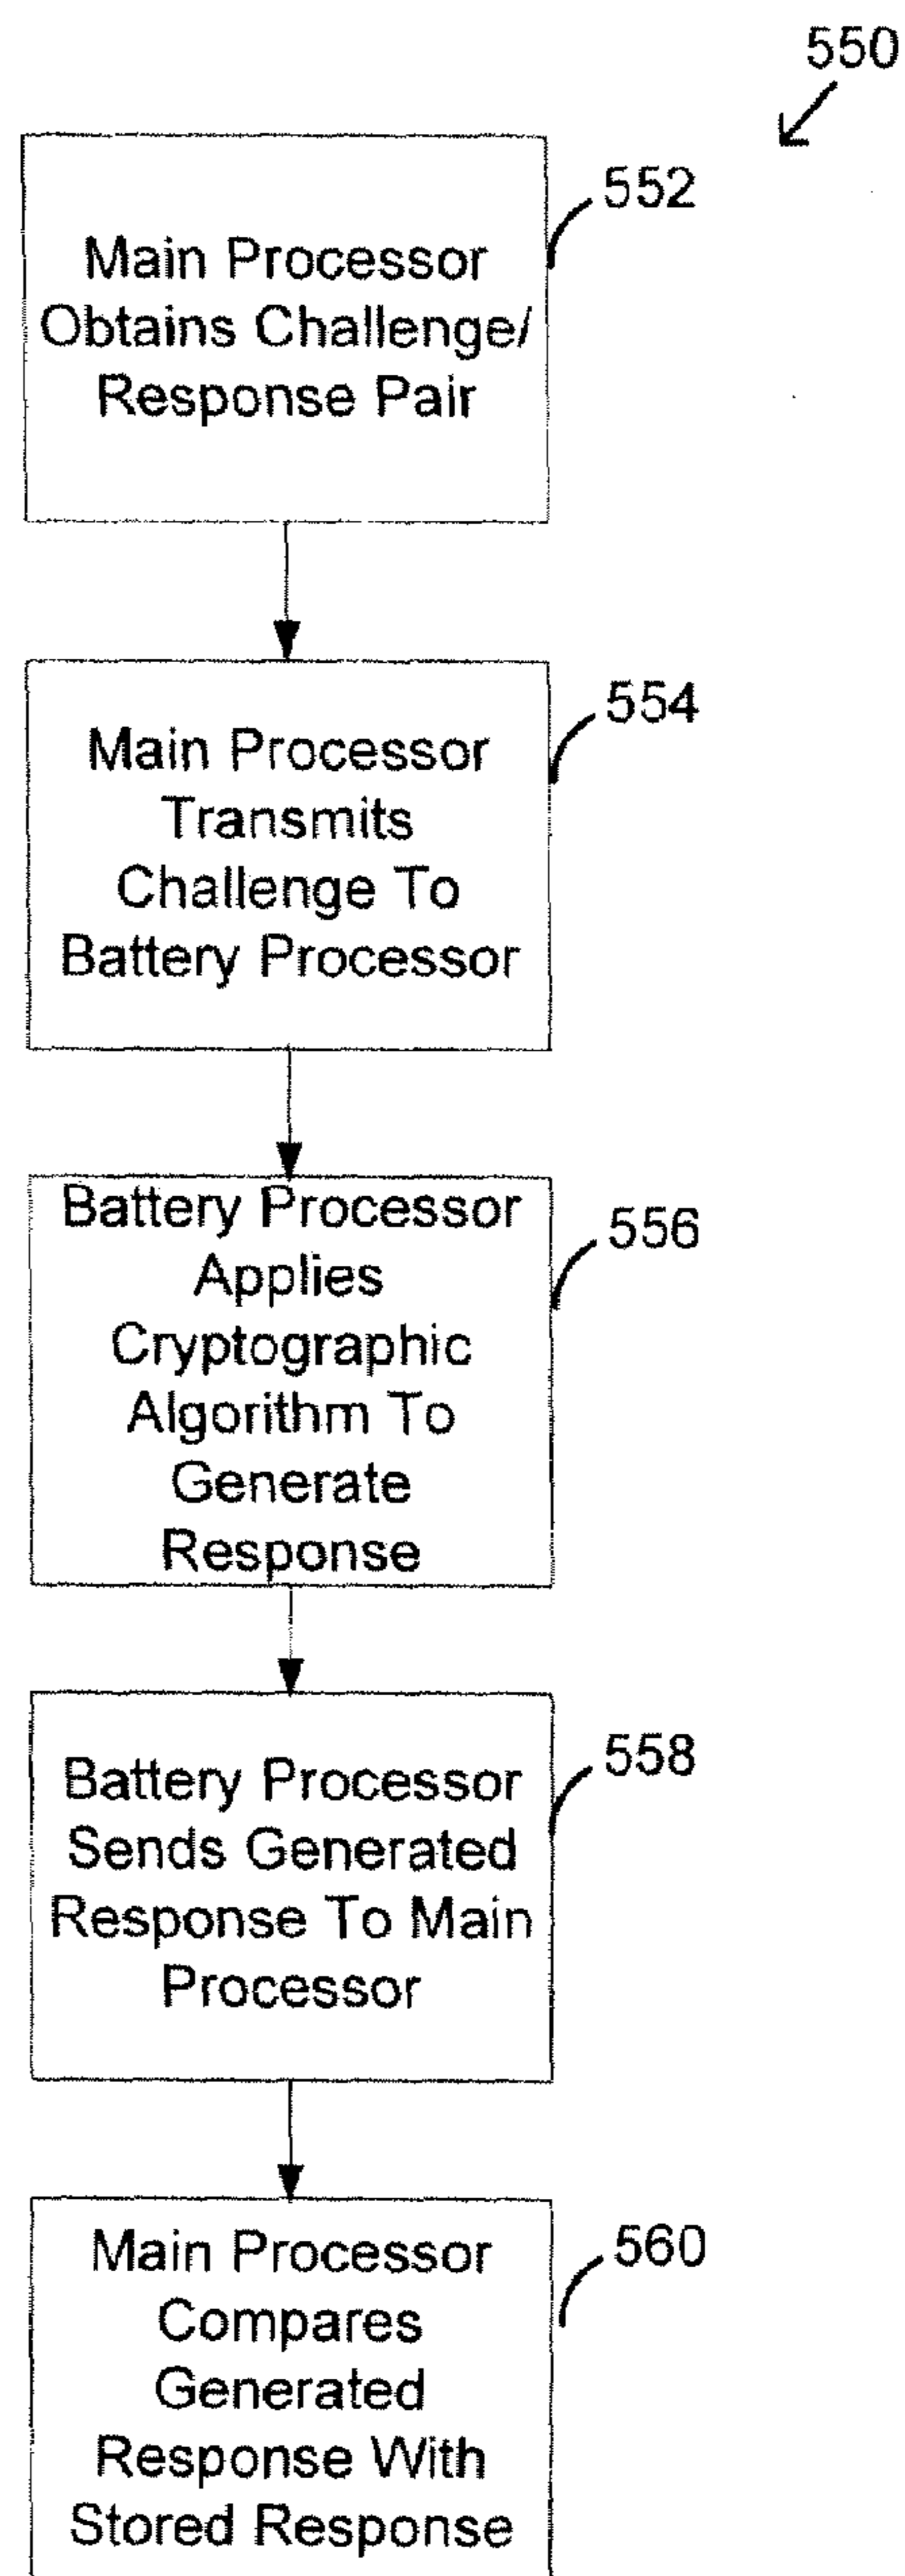 550
552
Main Processor
Obtains Challenge/
Response Pair
554
Main Processor
Transmits
Challenge To
Battery Processor
556
Battery Processor
Applies
Cryptographic
Algorithm To
Generate
Response
558
Battery Processor
Sends Generated
Response To Main
Processor
560
Main Processor
Compares
Generated
Response With
Stored Response